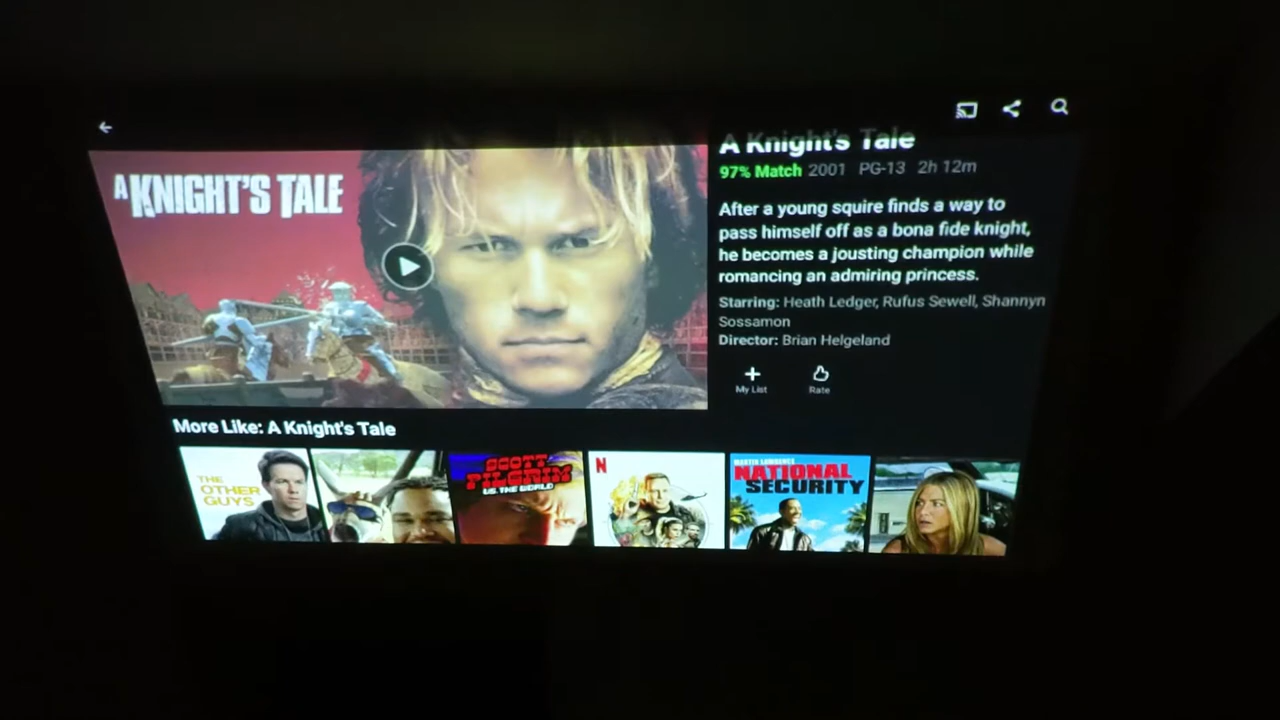 A Knight's Tale
97% Match 2001 PG-13 2h 12m
A KNIGHT'S TALE
After a young squire finds a way to
pass himself off as a bona fide knight,
he becomes a jousting champion while
romancing an admiring princess.
Starring: Heath Ledger, Rufus Sewell, Shannyn
Sossamon
Director: Brian Helgeland
My List
Rate
More Like: A Knight's Tale
THE
OTHER
GUYS
SCOTT
PILGRIM
VS. THE WORLD
N
MARTIN LAWRENCE
NATIONAL
SECURITY